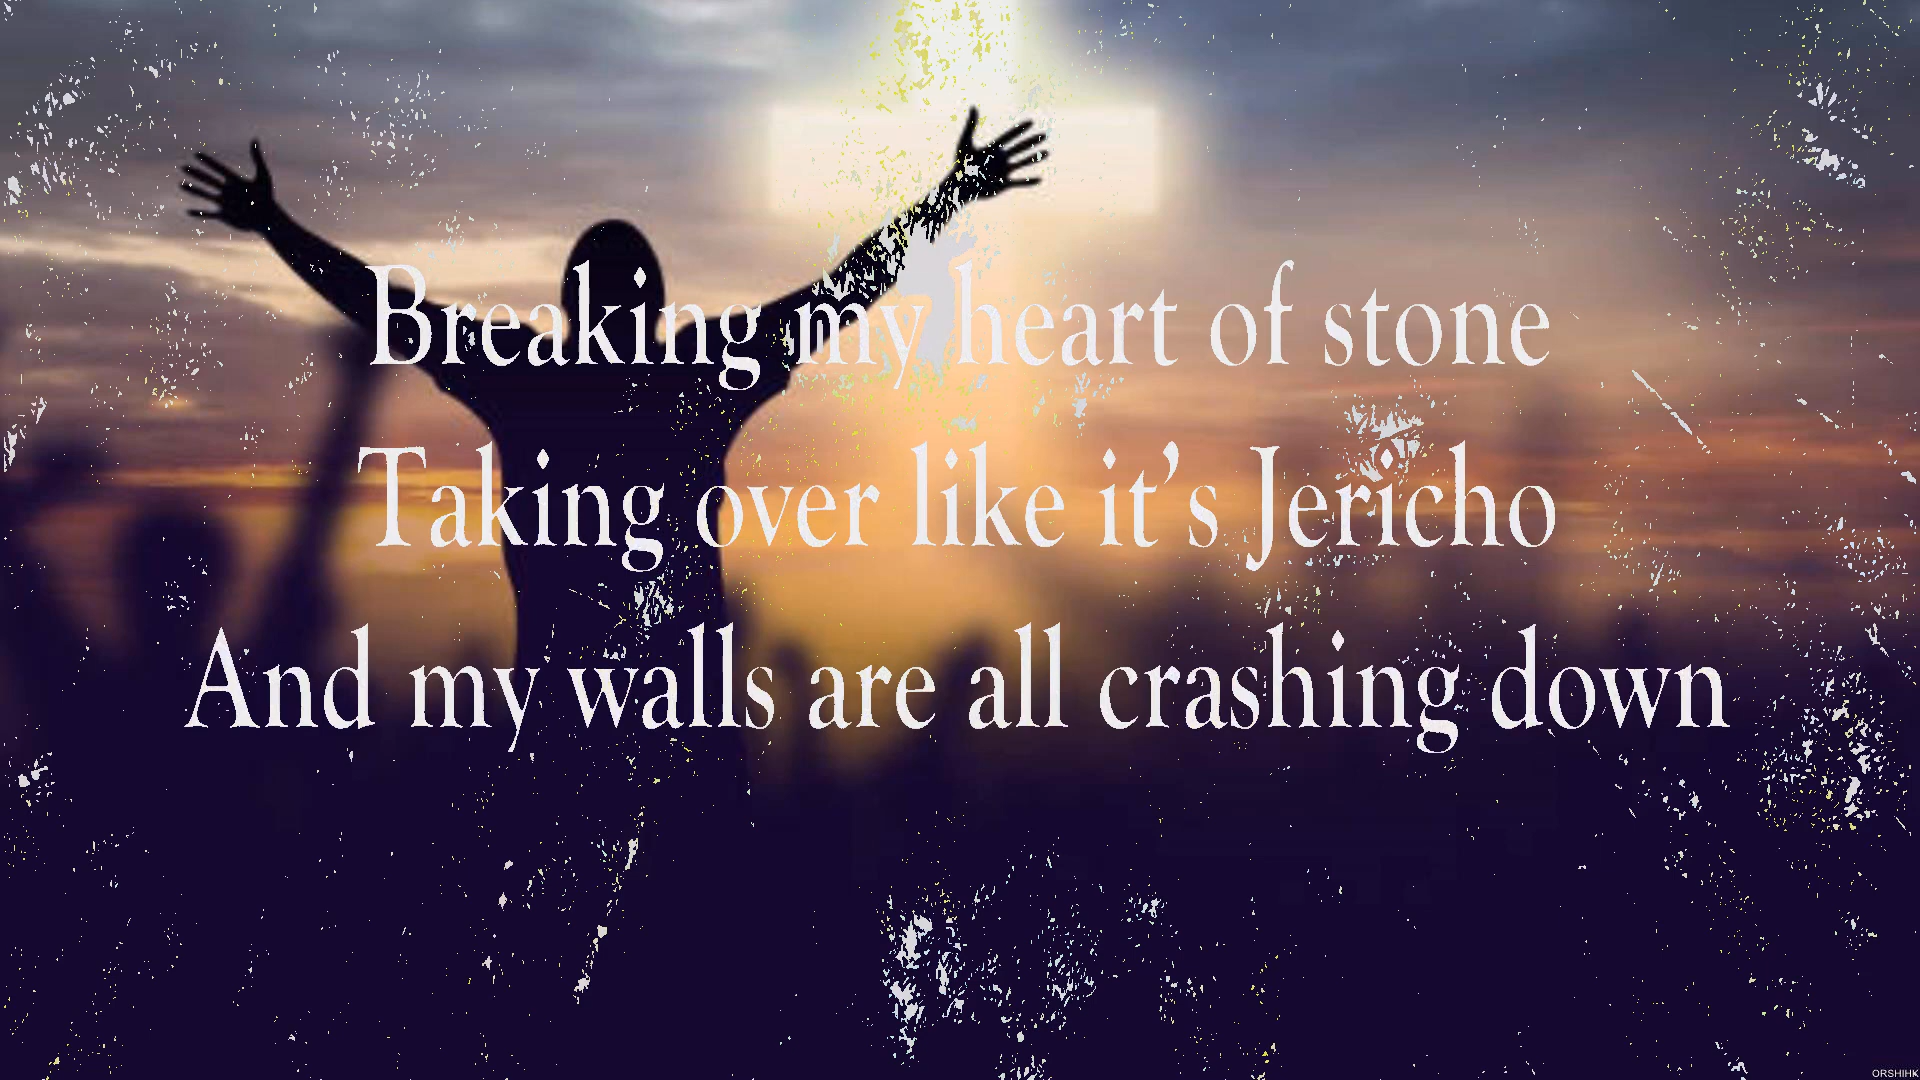 Breaking my heart of stone
Taking over like it’s Jericho
And my walls are all crashing down
ORSHIHK